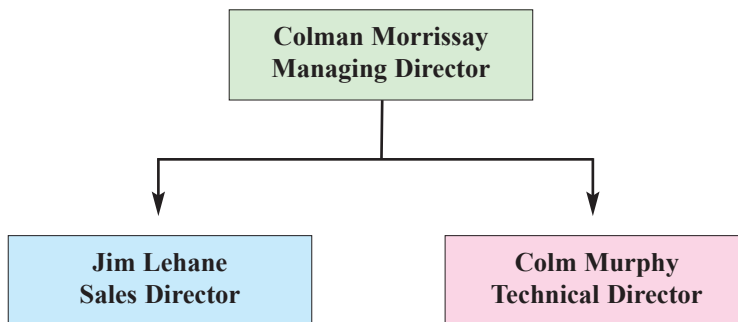 Colman Morrissay
Managing Director
Jim Lehane
Sales Director
Colm Murphy
Technical Director